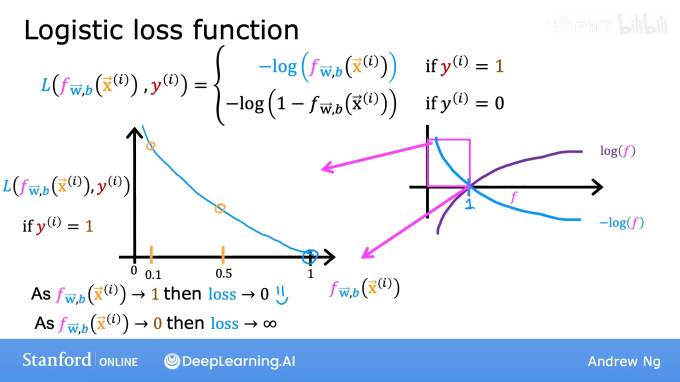 Logistic loss function
bilibili
L(f_{w⃗,b}(x⃗^{(i)}), y^{(i)}) = { −log(f_{w⃗,b}(x⃗^{(i)})) if y^{(i)} = 1
−log(1 − f_{w⃗,b}(x⃗^{(i)})) if y^{(i)} = 0
L(f_{w⃗,b}(x⃗^{(i)}), y^{(i)})
if y^{(i)} = 1
0 0.1 0.5 1
f_{w⃗,b}(x⃗^{(i)})
log(f)
f
1
−log(f)
As f_{w⃗,b}(x⃗^{(i)}) → 1 then loss → 0
As f_{w⃗,b}(x⃗^{(i)}) → 0 then loss → ∞
Stanford ONLINE DeepLearning.AI Andrew Ng